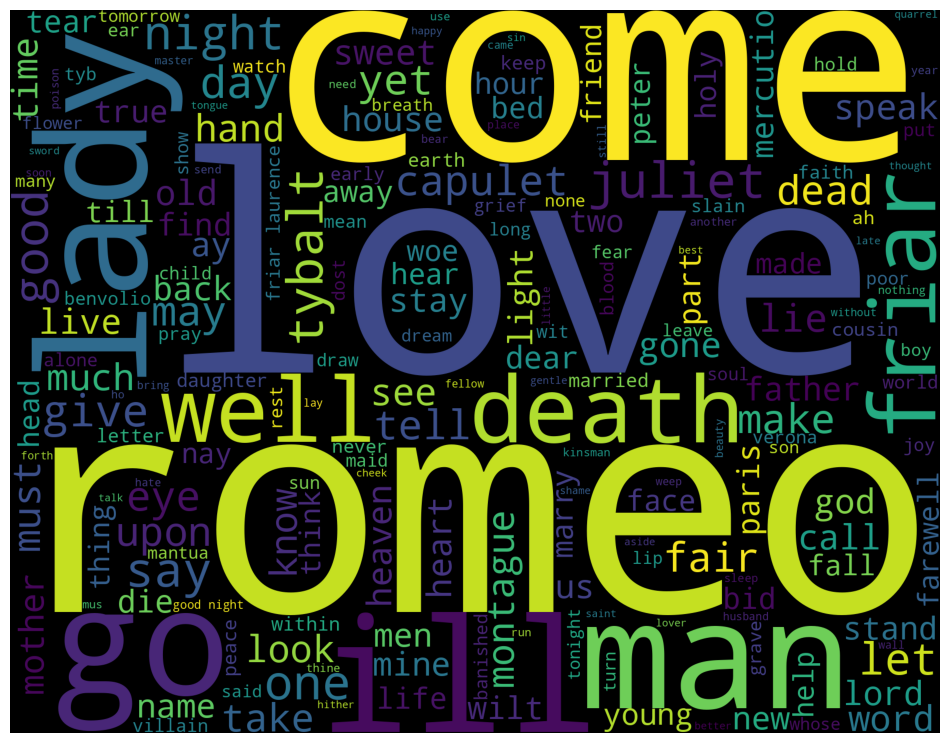 tomorrow
tear
ear
night
come
use
happy
came
sin
quarrel
time
tyb
lady
watch
master
day
sweet
yet
keep
need
breath
hour
bed
friend
peter
holy
mercutio
hold
year
speak
put
poison
flower
true
tongue
house
bear
place
still
sword
show
send
hand
earth
soon
many
good
till
old
find
ay
friar laurence
tybalt
early
away
mean
capulet
grief
none
juliet
two
slain
faith
dead
thought
ah
another
late
love
woe
hear
stay
dream
long
light
fear
blood
part
best
made
poor
friar
child
back
benvolio
pray
may
live
dost
little
wit
leave
lie
cousin
nothing
without
boy
alone
much
bring
ho
daughter
draw
see
fellow
dear
gone
gentle
married
soul
father
world
head
give
letter
well
rest
lay
tell
death
make
verona
beauty
son
joy
must
forth
hate
talk
nay
never
maid
cheek
kinsman
romeo
thing
eye
upon
mantua
say
know
think
sun
heaven
heart
montague
weep
shame
marry
face
aside
lip
fair
paris
god
call
fall
farewell
die
good night
mus
us
sleep
bid
mother
go
peace
within
look
ill
men
mine
life
banished
run
wilt
tonight
saint
turn
man
lover
husband
grave
wall
help
stand
let
name
said
villain
one
take
thine
hither
young
better
new
whose
lord
word